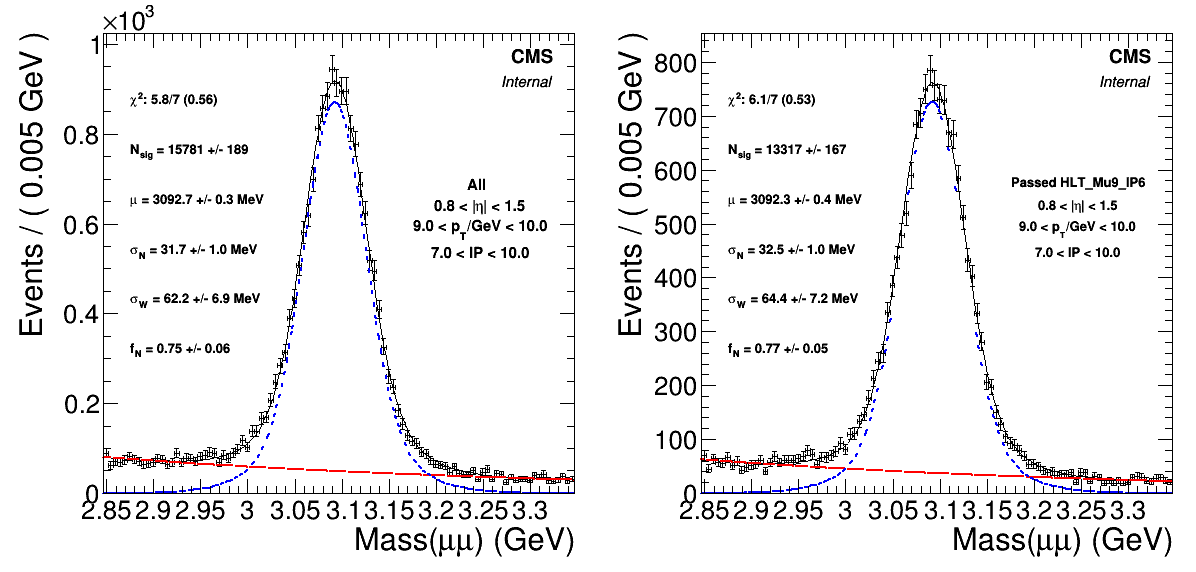 ×10³
Events / ( 0.005 GeV )
1
0.8
0.6
0.4
0.2
0
CMS
Internal
χ²: 5.8/7 (0.56)
N_sig = 15781 +/- 189
μ = 3092.7 +/- 0.3 MeV
σ_N = 31.7 +/- 1.0 MeV
σ_W = 62.2 +/- 6.9 MeV
f_N = 0.75 +/- 0.06
All
0.8 < |η| < 1.5
9.0 < p_T/GeV < 10.0
7.0 < IP < 10.0
2.85 2.9 2.95 3 3.05 3.1 3.15 3.2 3.25 3.3
Mass(μμ) (GeV)
Events / ( 0.005 GeV )
800
700
600
500
400
300
200
100
0
CMS
Internal
χ²: 6.1/7 (0.53)
N_sig = 13317 +/- 167
μ = 3092.3 +/- 0.4 MeV
σ_N = 32.5 +/- 1.0 MeV
σ_W = 64.4 +/- 7.2 MeV
f_N = 0.77 +/- 0.05
Passed HLT_Mu9_IP6
0.8 < |η| < 1.5
9.0 < p_T/GeV < 10.0
7.0 < IP < 10.0
2.85 2.9 2.95 3 3.05 3.1 3.15 3.2 3.25 3.3
Mass(μμ) (GeV)